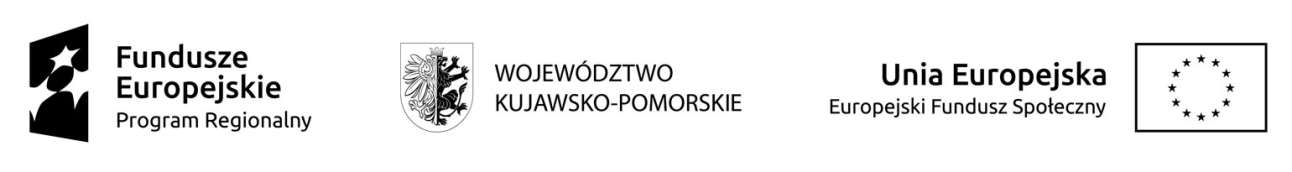 Fundusze
Europejskie
Program Regionalny
WOJEWÓDZTWO
KUJAWSKO-POMORSKIE
Unia Europejska
Europejski Fundusz Społeczny